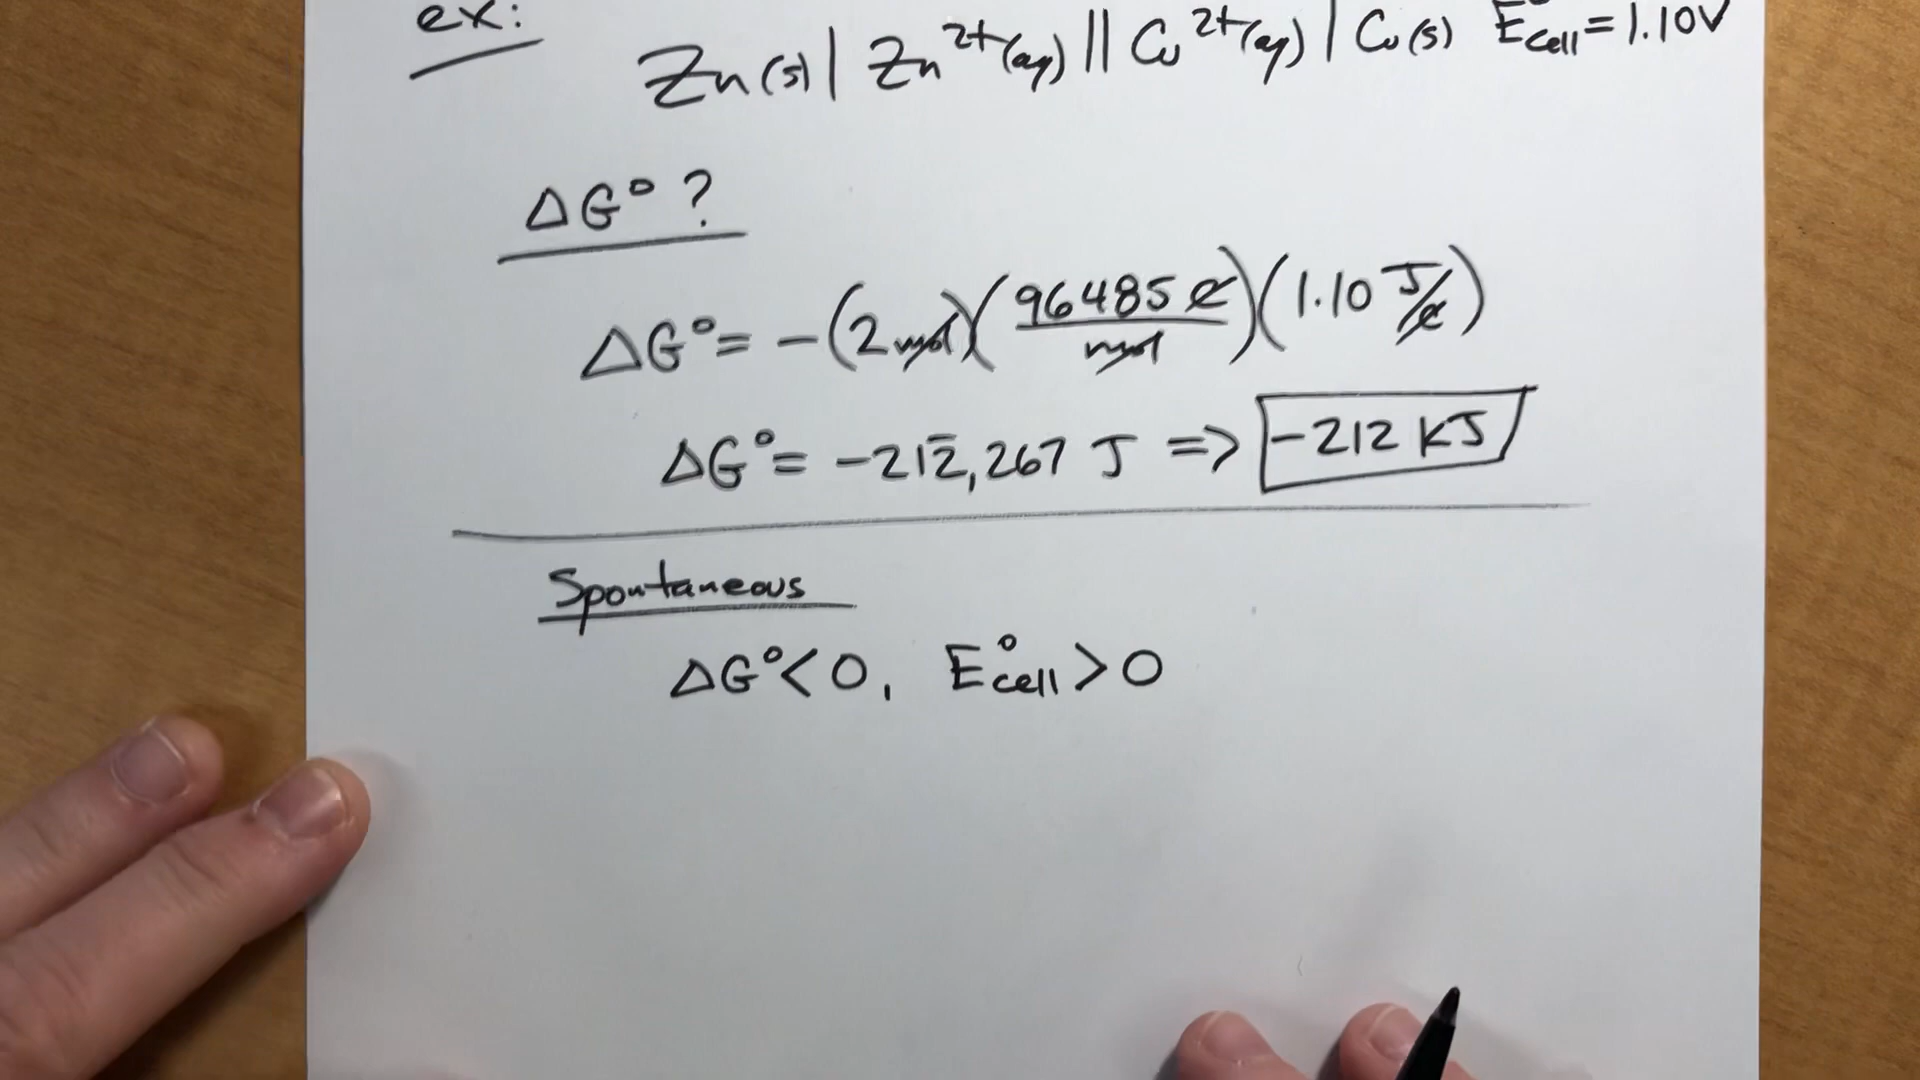 ex: Zn(s) | Zn²⁺(aq) || Cu²⁺(aq) | Cu(s) E°cell = 1.10V
ΔG° ?
ΔG° = -(2 mol)(96485 C / mol)(1.10 J/C)
ΔG° = -212,267 J => -212 kJ
Spontaneous
ΔG° < 0, E°cell > 0